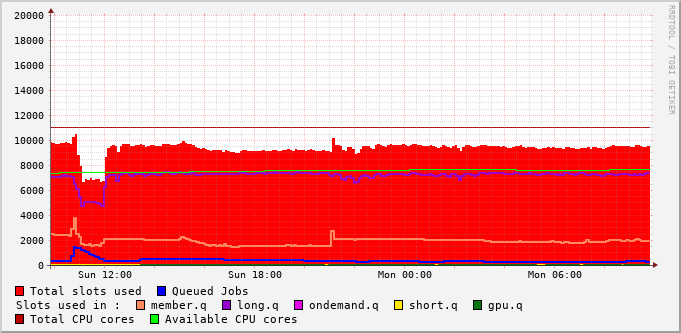 RRDTOOL / TOBI OETIKER
20000
18000
16000
14000
12000
10000
8000
6000
4000
2000
0
Sun 12:00 Sun 18:00 Mon 00:00 Mon 06:00
Total slots used Queued Jobs
Slots used in : member.q long.q ondemand.q short.q gpu.q
Total CPU cores Available CPU cores